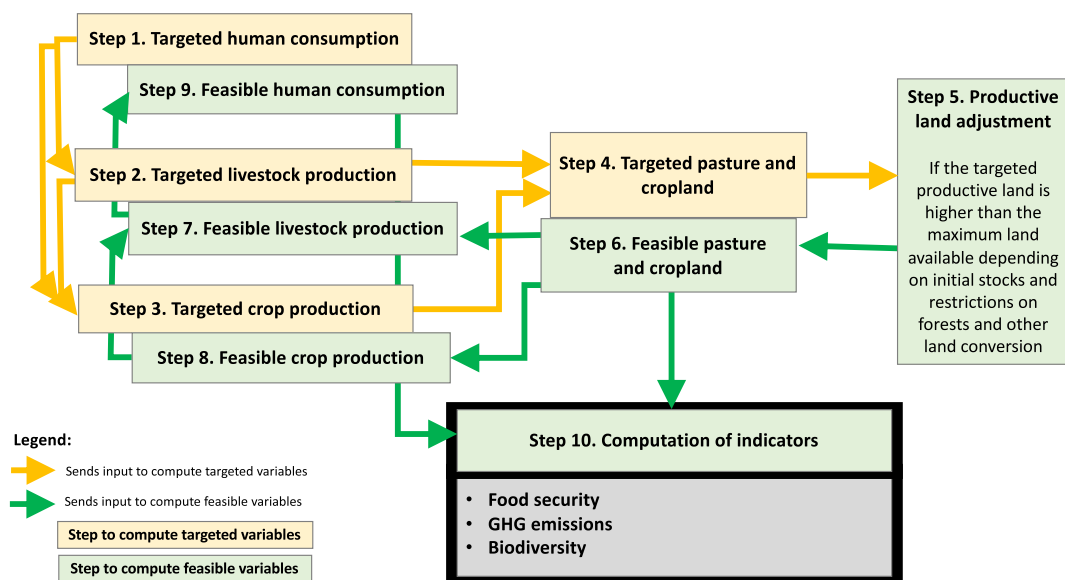 Step 1. Targeted human consumption
Step 9. Feasible human consumption
Step 2. Targeted livestock production
Step 7. Feasible livestock production
Step 3. Targeted crop production
Step 8. Feasible crop production
Step 4. Targeted pasture and
cropland
Step 6. Feasible pasture
and cropland
Step 5. Productive
land adjustment
If the targeted
productive land is
higher than the
maximum land
available depending
on initial stocks and
restrictions on
forests and other
land conversion
Step 10. Computation of indicators
• Food security
• GHG emissions
• Biodiversity
Legend:
Sends input to compute targeted variables
Sends input to compute feasible variables
Step to compute targeted variables
Step to compute feasible variables